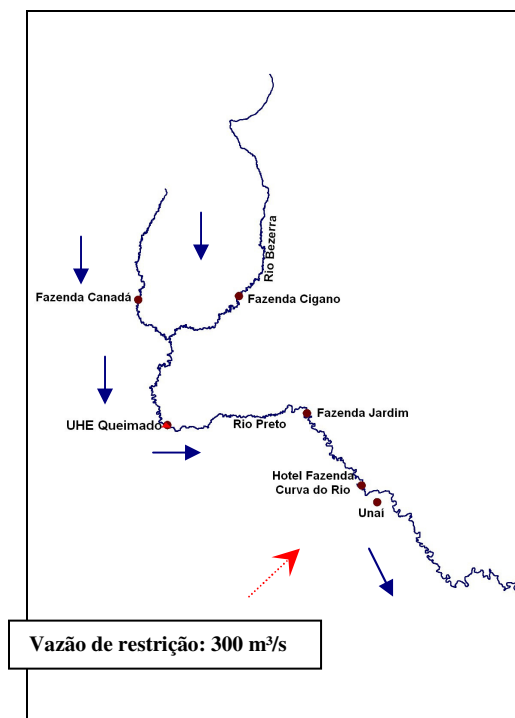 Rio Bezerra
Fazenda Canadá
Fazenda Cigano
UHE Queimado
Rio Preto
Fazenda Jardim
Hotel Fazenda
Curva do Rio
Unaí
Vazão de restrição: 300 m³/s